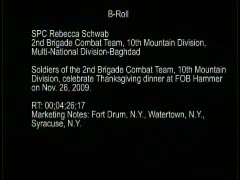 B-Roll
SPC Rebecca Schwab
2nd Brigade Combat Team, 10th Mountain Division,
Multi-National Division-Baghdad
Soldiers of the 2nd Brigade Combat Team, 10th Mountain
Division, celebrate Thanksgiving dinner at FOB Hammer
on Nov. 26, 2009.
RT: 00;04;26;17
Marketing Notes: Fort Drum, N.Y., Watertown, N.Y.,
Syracuse, N.Y.